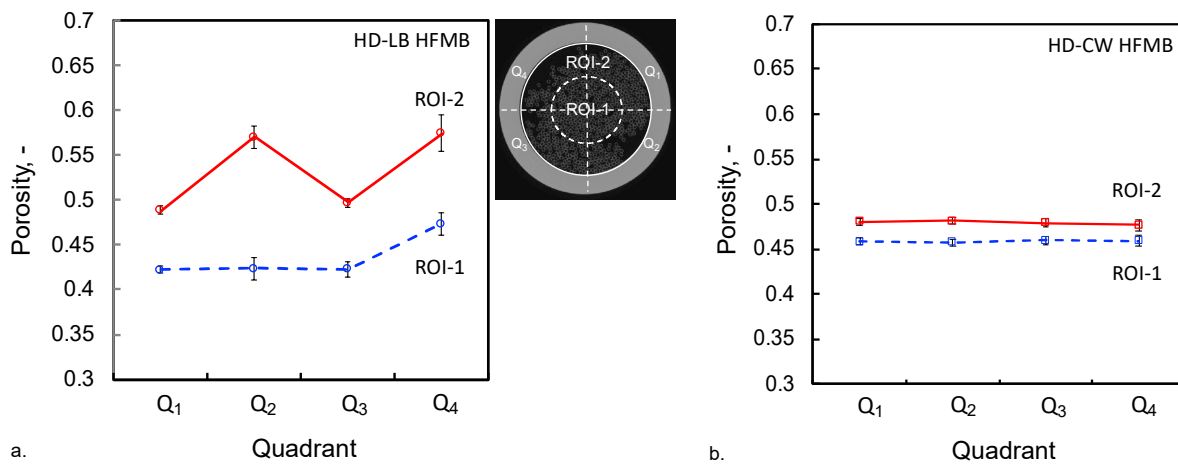 0.7
0.65
0.6
0.55
0.5
0.45
0.4
0.35
0.3
Porosity, -
HD-LB HFMB
ROI-2
ROI-1
Q1 Q2 Q3 Q4
Quadrant
a.
ROI-2
Q4 Q1
ROI-1
Q3 Q2
0.7
0.65
0.6
0.55
0.5
0.45
0.4
0.35
0.3
Porosity, -
HD-CW HFMB
ROI-2
ROI-1
Q1 Q2 Q3 Q4
Quadrant
b.